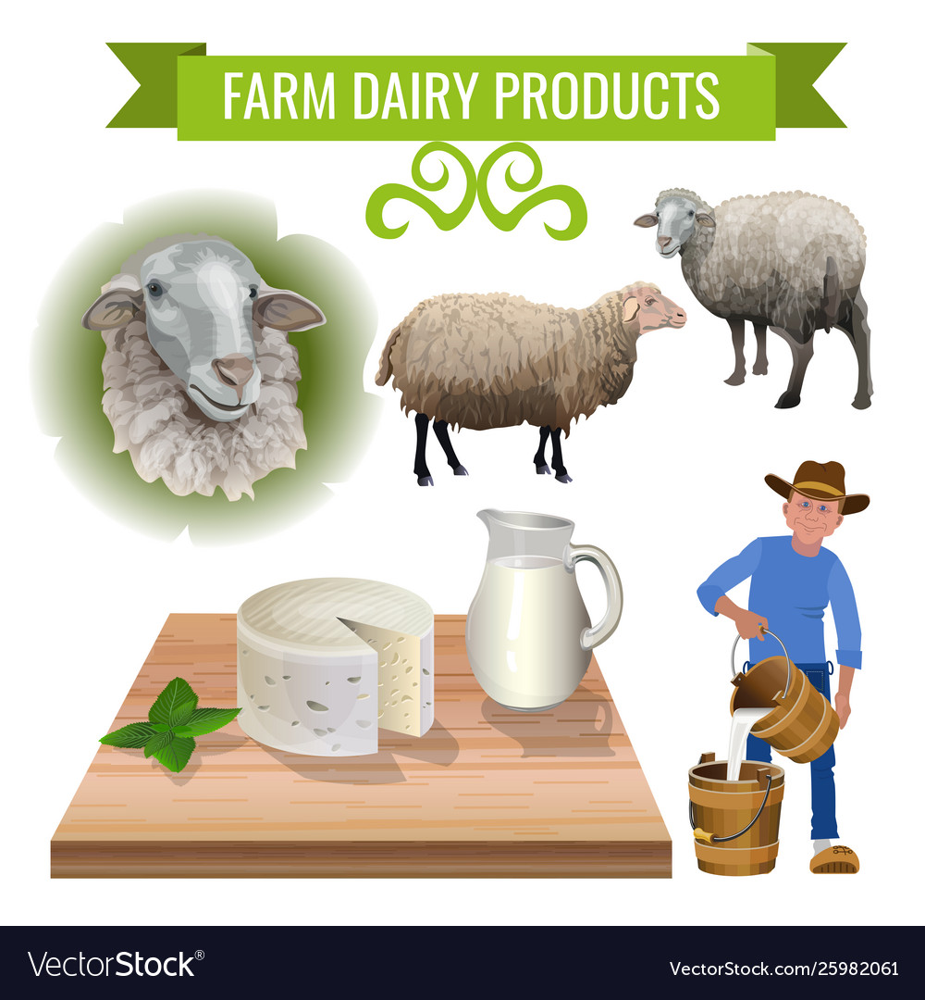 FARM DAIRY PRODUCTS
VectorStock®
VectorStock.com/25982061